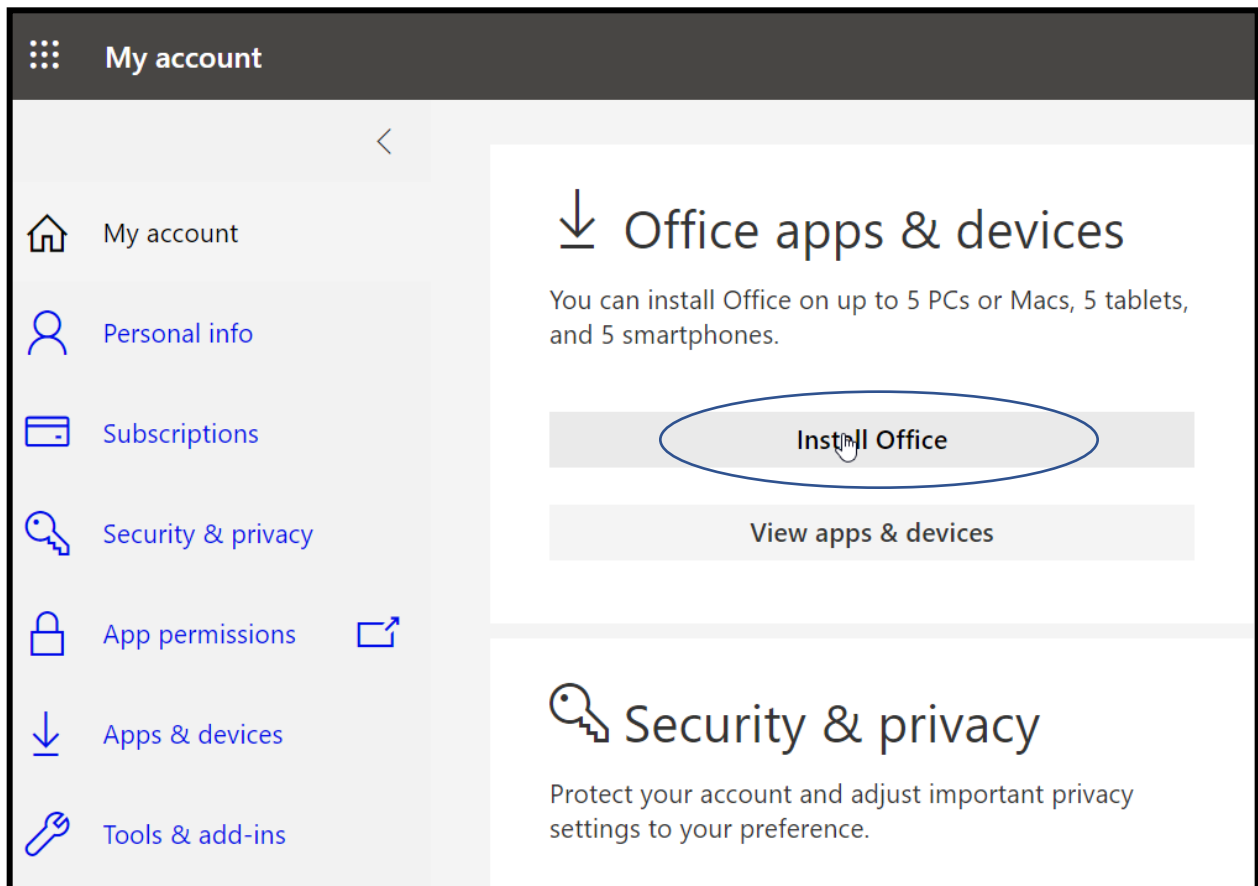 My account
My account
Personal info
Subscriptions
Security & privacy
App permissions
Apps & devices
Tools & add-ins
Office apps & devices
You can install Office on up to 5 PCs or Macs, 5 tablets,
and 5 smartphones.
Install Office
View apps & devices
Security & privacy
Protect your account and adjust important privacy
settings to your preference.